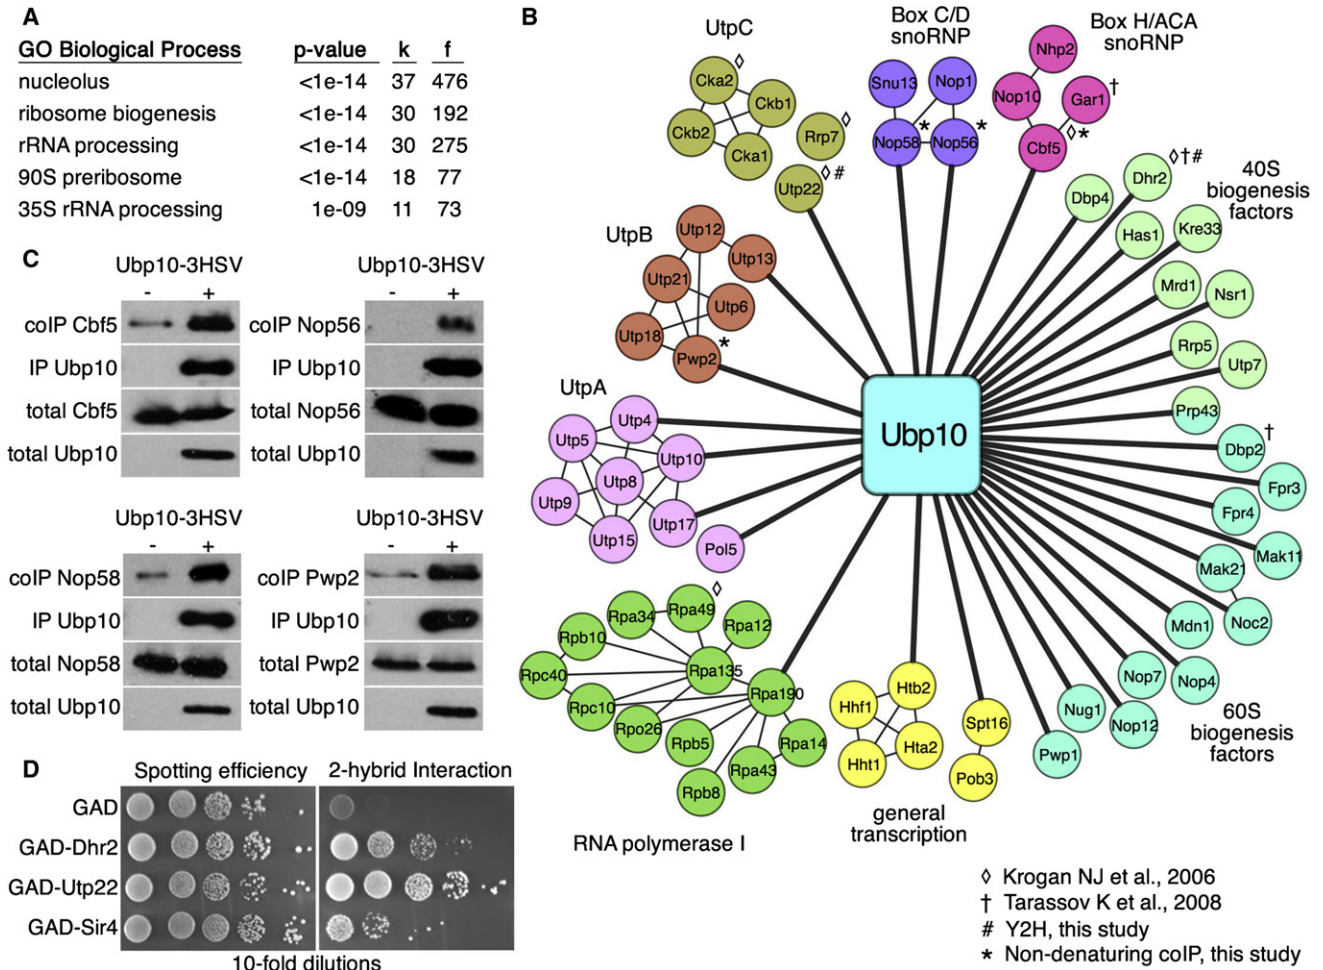 A
GO Biological Process p-value k f
nucleolus <1e-14 37 476
ribosome biogenesis <1e-14 30 192
rRNA processing <1e-14 30 275
90S preribosome <1e-14 18 77
35S rRNA processing 1e-09 11 73
B
UtpC
Cka2 ◊
Ckb1
Ckb2
Cka1
Rrp7 ◊
Utp22 ◊ #
Box C/D
snoRNP
Snu13
Nop1
Nop58 *
Nop56 *
Box H/ACA
snoRNP
Nhp2
Nop10
Gar1 †
Cbf5 ◊*
UtpB
Utp12
Utp13
Utp21
Utp6
Utp18
Pwp2 *
40S
biogenesis
factors
Dhr2 ◊†#
Dbp4
Has1
Kre33
Mrd1
Nsr1
Rrp5
Utp7
Prp43
Ubp10
UtpA
Utp4
Utp5
Utp10
Utp8
Utp9
Utp17
Utp15
Pol5
Dbp2 †
Fpr3
Fpr4
Mak11
Mak21
Noc2
Mdn1
Nop4
Nop7
Nop12
Nug1
Pwp1
60S
biogenesis
factors
Rpa49 ◊
Rpa34
Rpa12
Rpb10
Rpa135
Rpc40
Rpa190
Rpc10
Rpo26
Rpb5
Rpa14
Rpa43
Rpb8
RNA polymerase I
Htb2
Hhf1
Hta2
Hht1
Spt16
Pob3
general
transcription
◊ Krogan NJ et al., 2006
† Tarassov K et al., 2008
# Y2H, this study
* Non-denaturing coIP, this study
C
Ubp10-3HSV
- +
coIP Cbf5
IP Ubp10
total Cbf5
total Ubp10
Ubp10-3HSV
- +
coIP Nop56
IP Ubp10
total Nop56
total Ubp10
Ubp10-3HSV
- +
coIP Nop58
IP Ubp10
total Nop58
total Ubp10
Ubp10-3HSV
- +
coIP Pwp2
IP Ubp10
total Pwp2
total Ubp10
D
Spotting efficiency 2-hybrid Interaction
GAD
GAD-Dhr2
GAD-Utp22
GAD-Sir4
10-fold dilutions